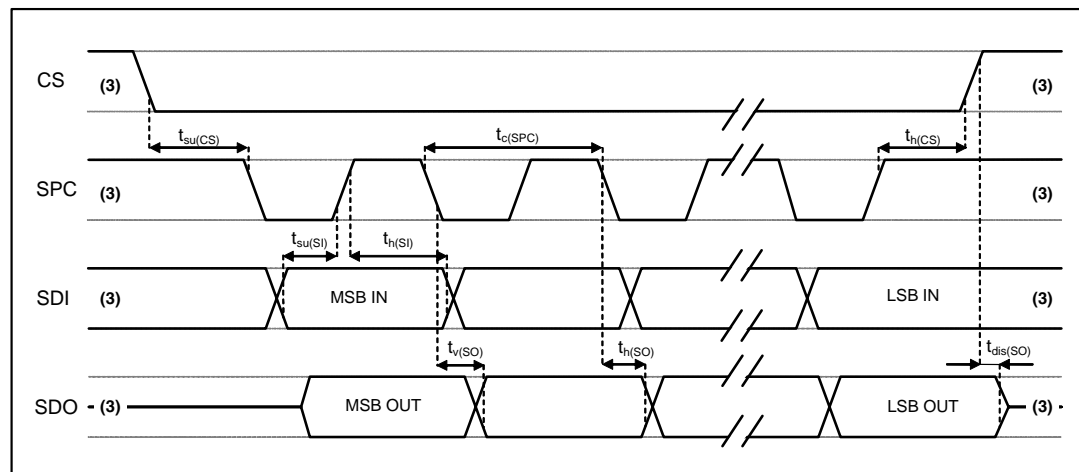 CS (3) (3)
t_su(CS) t_c(SPC) t_h(CS)
SPC (3) (3)
t_su(SI) t_h(SI)
SDI (3) MSB IN LSB IN (3)
t_v(SO) t_h(SO) t_dis(SO)
SDO (3) MSB OUT LSB OUT (3)